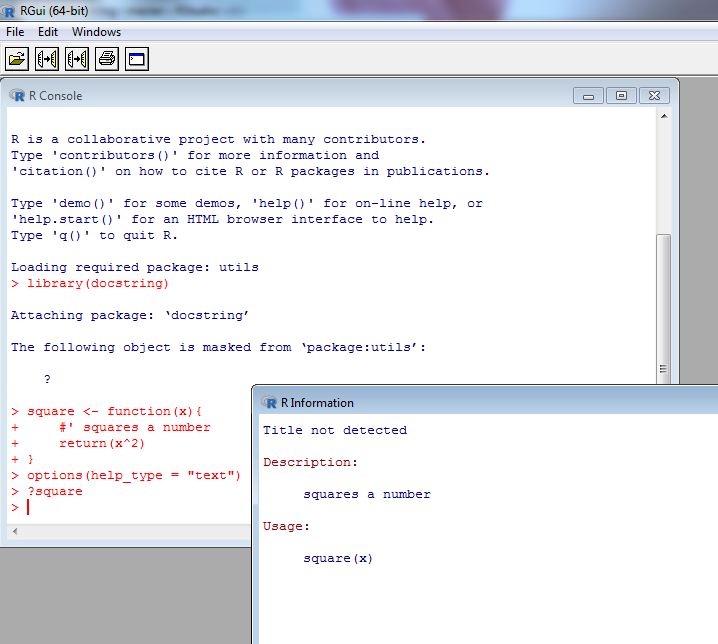 RGui (64-bit)
File Edit Windows
R Console
R is a collaborative project with many contributors.
Type 'contributors()' for more information and
'citation()' on how to cite R or R packages in publications.
Type 'demo()' for some demos, 'help()' for on-line help, or
'help.start()' for an HTML browser interface to help.
Type 'q()' to quit R.
Loading required package: utils
> library(docstring)
Attaching package: ‘docstring’
The following object is masked from ‘package:utils’:
?
> square <- function(x){
+     #' squares a number
+     return(x^2)
+ }
> options(help_type = "text")
> ?square
>
R Information
Title not detected
Description:
squares a number
Usage:
square(x)